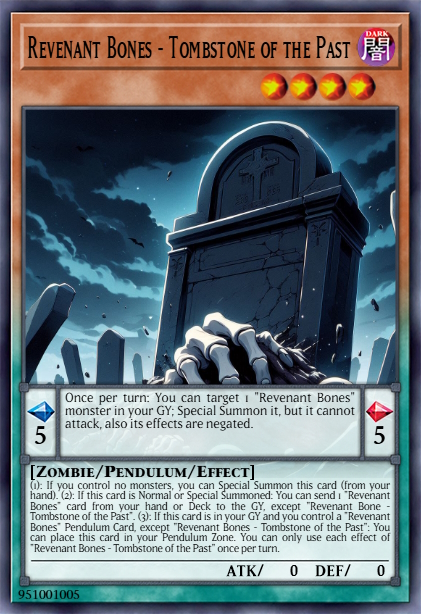 Revenant Bones - Tombstone of the Past
DARK
闇
Once per turn: You can target 1 "Revenant Bones"
monster in your GY; Special Summon it, but it cannot
attack, also its effects are negated.
5
5
[Zombie/Pendulum/Effect]
(1): If you control no monsters, you can Special Summon this card (from your
hand). (2): If this card is Normal or Special Summoned: You can send 1 "Revenant
Bones" card from your hand or Deck to the GY, except "Revenant Bone -
Tombstone of the Past". (3): If this card is in your GY and you control a "Revenant
Bones" Pendulum Card, except "Revenant Bones - Tombstone of the Past": You
can place this card in your Pendulum Zone. You can only use each effect of
"Revenant Bones - Tombstone of the Past" once per turn.
ATK/ 0 DEF/ 0
951001005